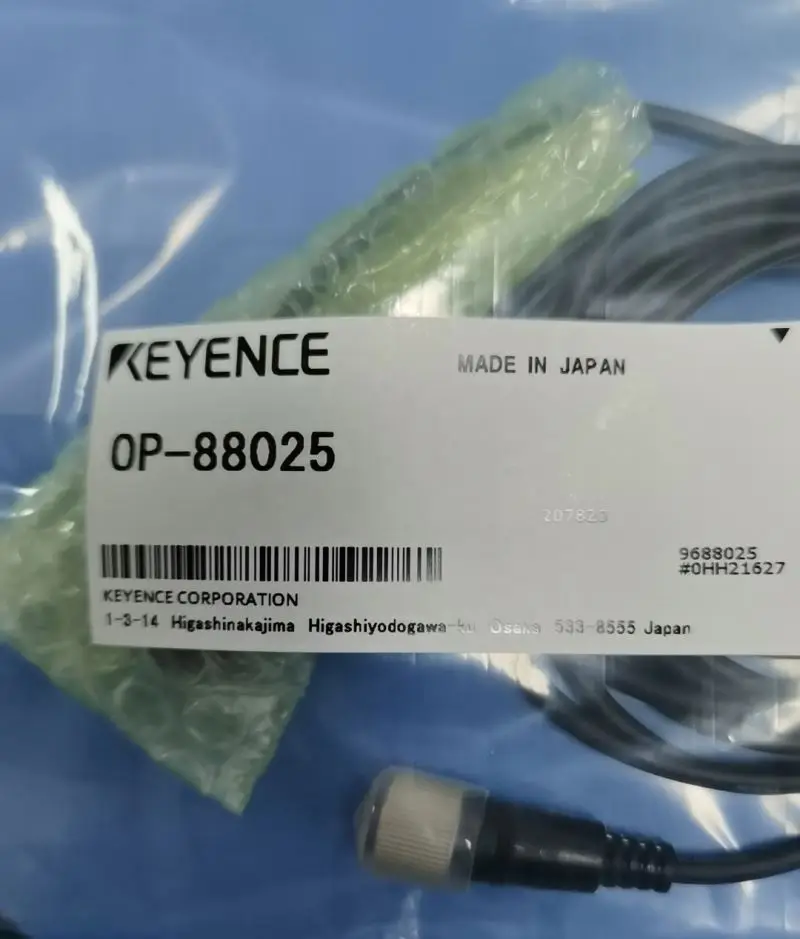 KEYENCE
MADE IN JAPAN
OP-88025
9688025
#0HH21627
KEYENCE CORPORATION
1-3-14 Higashinakajima Higashiyodogawa-ku Osaka 533-8555 Japan